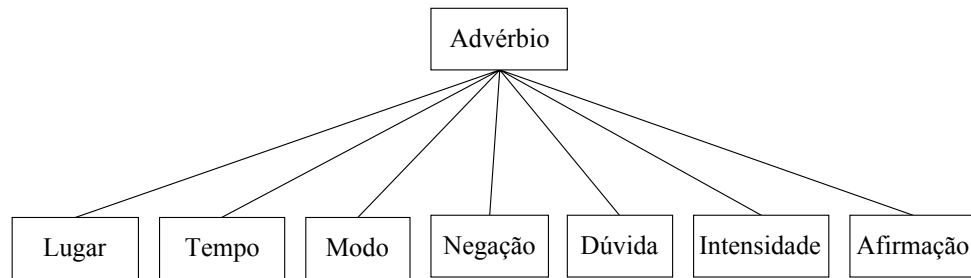 Advérbio
Lugar
Tempo
Modo
Negação
Dúvida
Intensidade
Afirmação